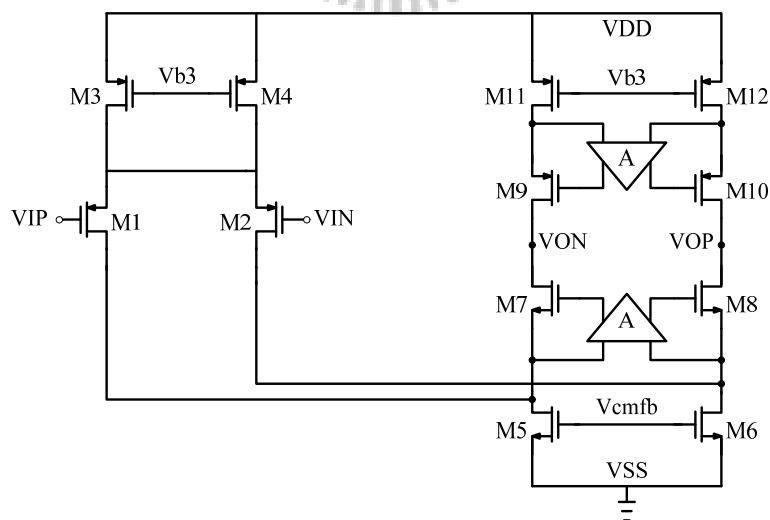 VDD
Vb3
Vb3
M3
M4
M11
M12
A
M9
M10
VIP
M1
M2
VIN
VON
VOP
M7
M8
A
Vcmfb
M5
M6
VSS